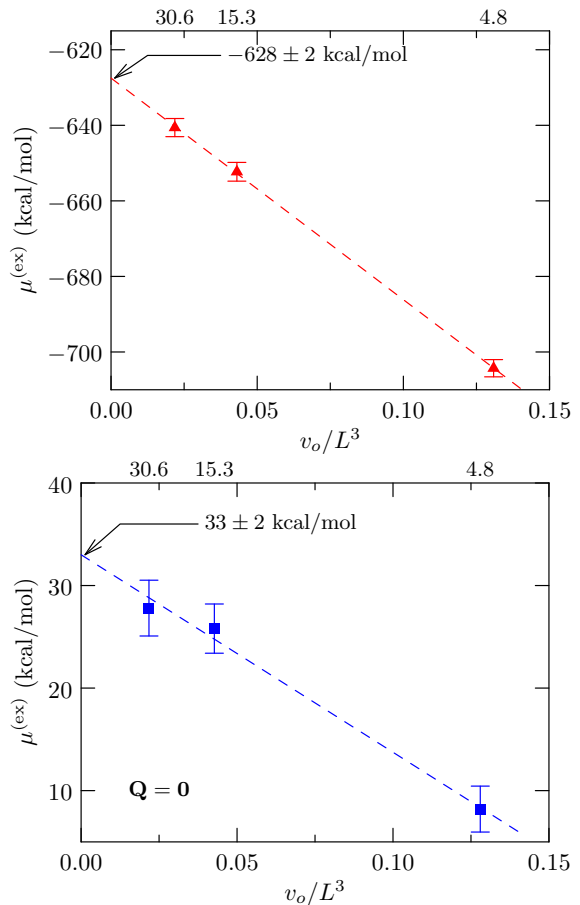 30.6 15.3 4.8
−620
−628 ± 2 kcal/mol
−640
−660
−680
−700
μ^(ex) (kcal/mol)
0.00 0.05 0.10 0.15
v_o/L^3
30.6 15.3 4.8
40
33 ± 2 kcal/mol
30
20
10
μ^(ex) (kcal/mol)
Q = 0
0.00 0.05 0.10 0.15
v_o/L^3